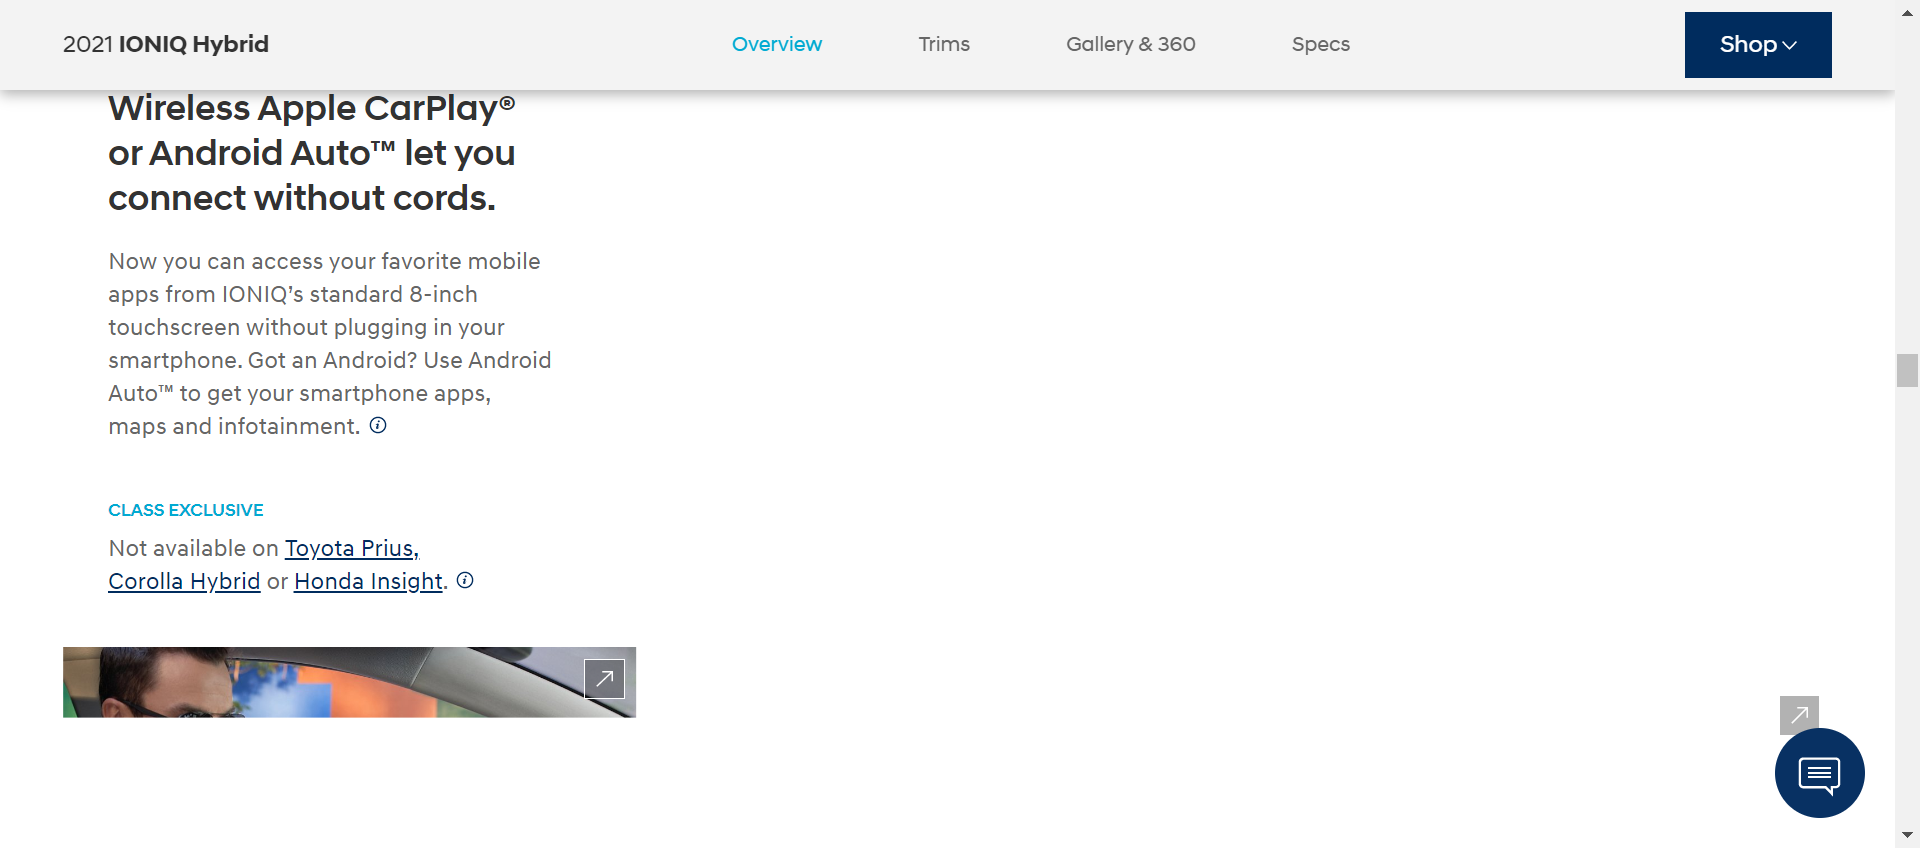 2021 IONIQ Hybrid
Overview
Trims
Gallery & 360
Specs
Shop
Wireless Apple CarPlay®
or Android Auto™ let you
connect without cords.
Now you can access your favorite mobile
apps from IONIQ’s standard 8-inch
touchscreen without plugging in your
smartphone. Got an Android? Use Android
Auto™ to get your smartphone apps,
maps and infotainment.
CLASS EXCLUSIVE
Not available on Toyota Prius,
Corolla Hybrid or Honda Insight.